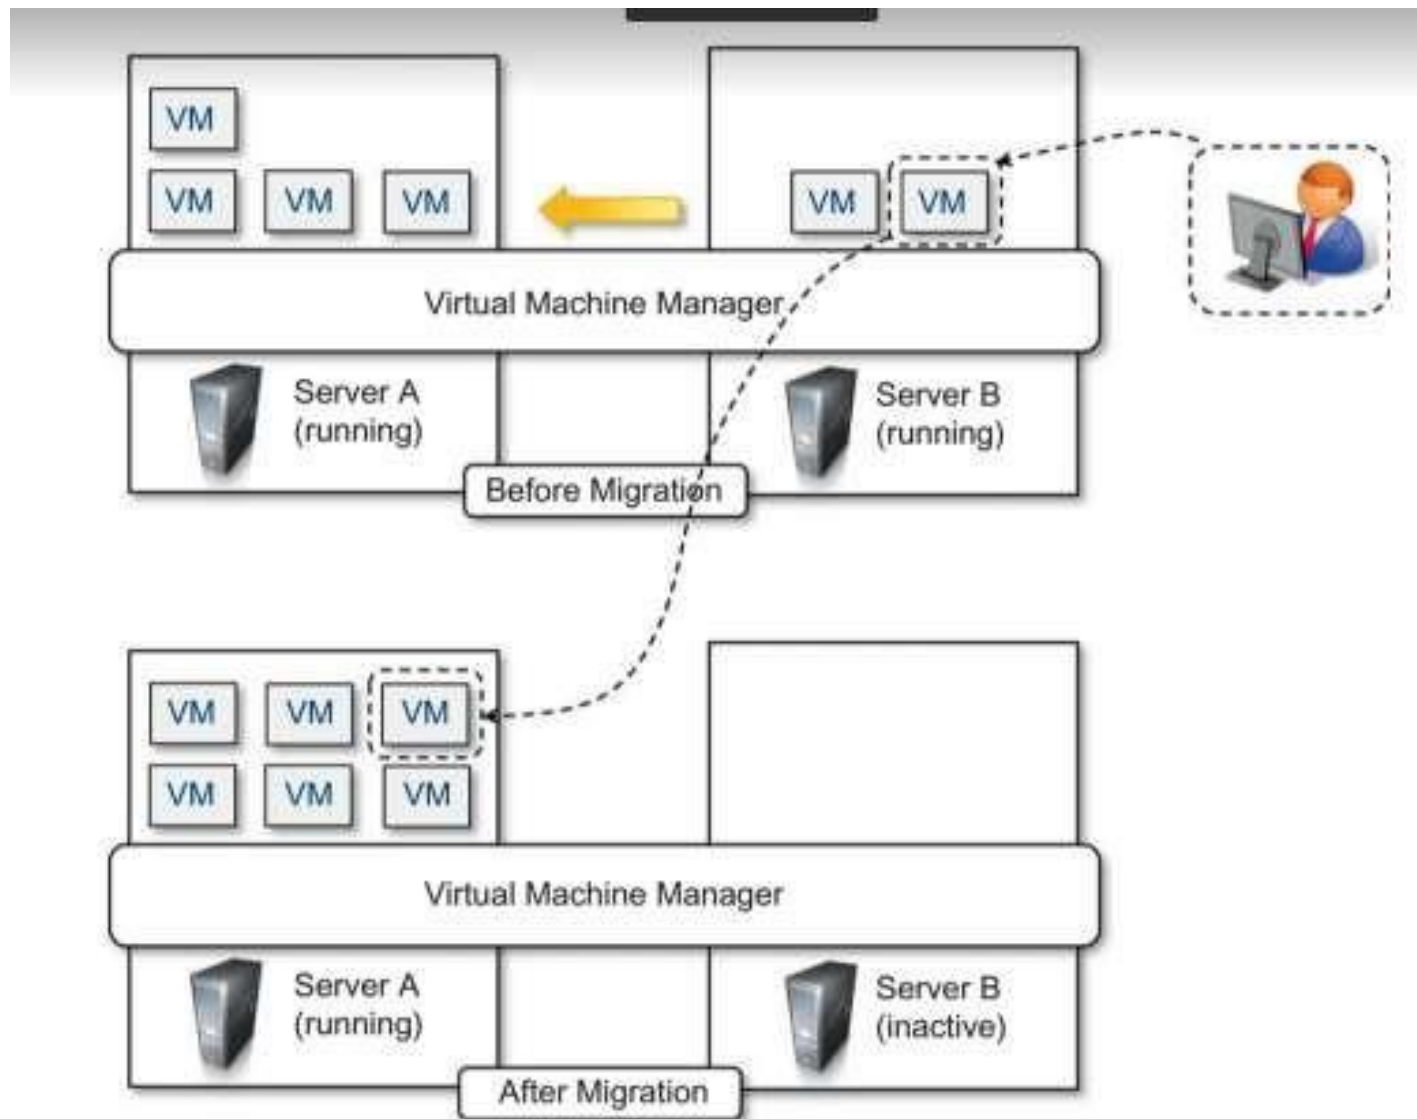 VM
VM VM VM VM VM
Virtual Machine Manager
Server A
(running)
Server B
(running)
Before Migration
VM VM VM
VM VM VM
Virtual Machine Manager
Server A
(running)
Server B
(inactive)
After Migration